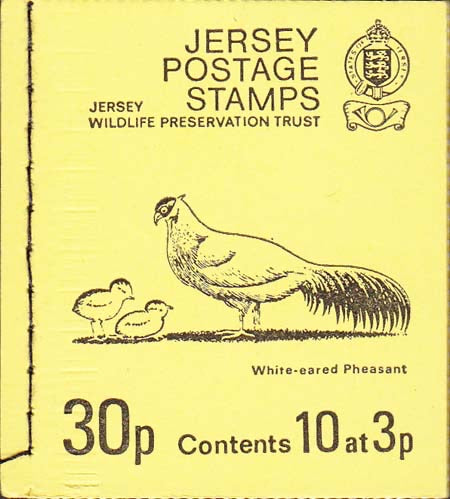 JERSEY
POSTAGE
STAMPS
JERSEY
WILDLIFE PRESERVATION TRUST
White-eared Pheasant
30p Contents 10 at 3p